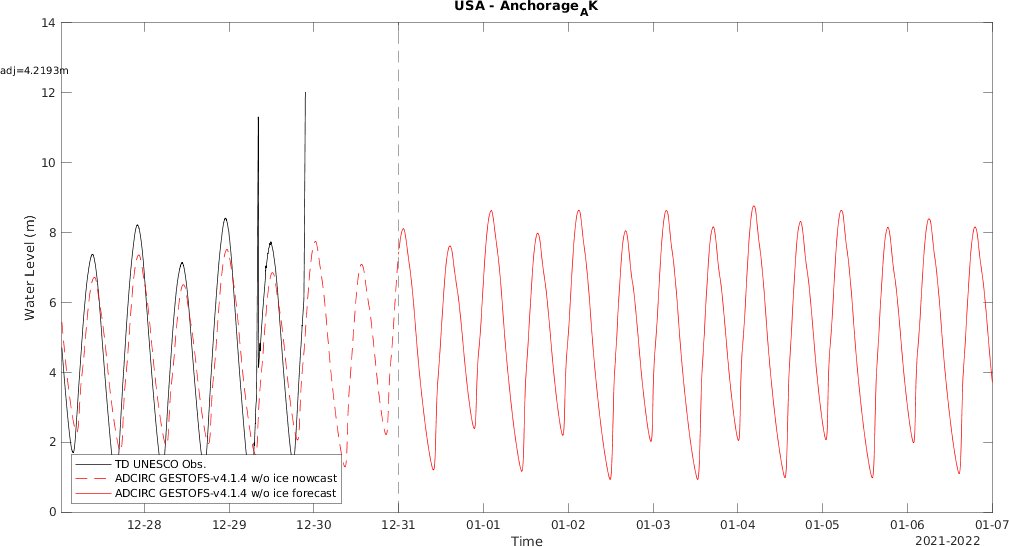 USA - Anchorage_AK
adj=4.2193m
14
12
10
8
6
4
2
0
Water Level (m)
TD UNESCO Obs.
ADCIRC GESTOFS-v4.1.4 w/o ice nowcast
ADCIRC GESTOFS-v4.1.4 w/o ice forecast
12-28 12-29 12-30 12-31 01-01 01-02 01-03 01-04 01-05 01-06 01-07
Time
2021-2022